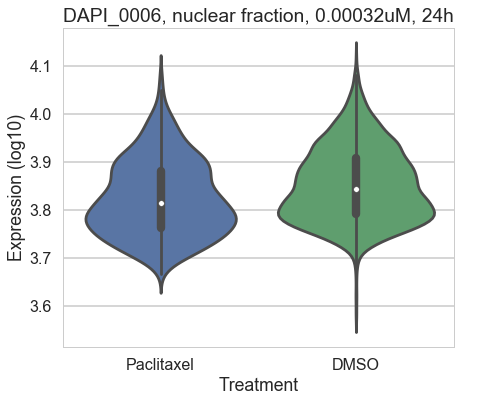 DAPI_0006, nuclear fraction, 0.00032uM, 24h
4.1
4.0
3.9
3.8
3.7
3.6
Expression (log10)
Paclitaxel
DMSO
Treatment